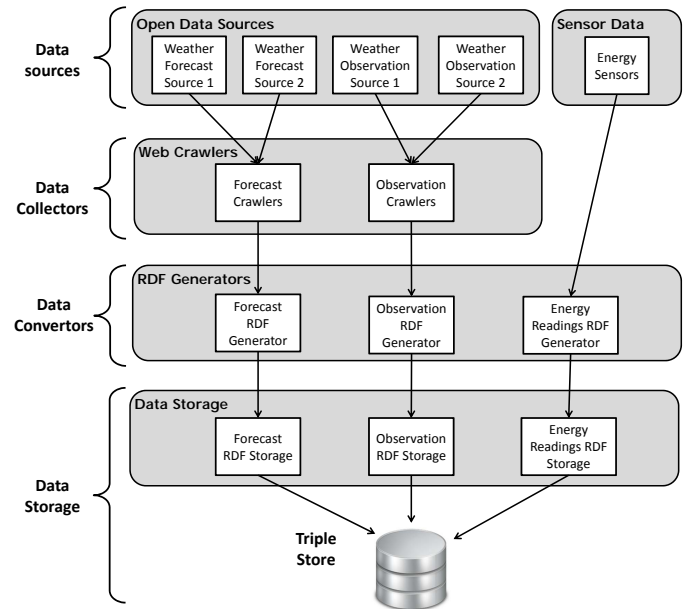 Open Data Sources
Sensor Data
Data
sources
Weather
Forecast
Source 1
Weather
Forecast
Source 2
Weather
Observation
Source 1
Weather
Observation
Source 2
Energy
Sensors
Web Crawlers
Data
Collectors
Forecast
Crawlers
Observation
Crawlers
RDF Generators
Data
Convertors
Forecast
RDF
Generator
Observation
RDF
Generator
Energy
Readings RDF
Generator
Data Storage
Forecast
RDF Storage
Observation
RDF Storage
Energy
Readings RDF
Storage
Data
Storage
Triple
Store